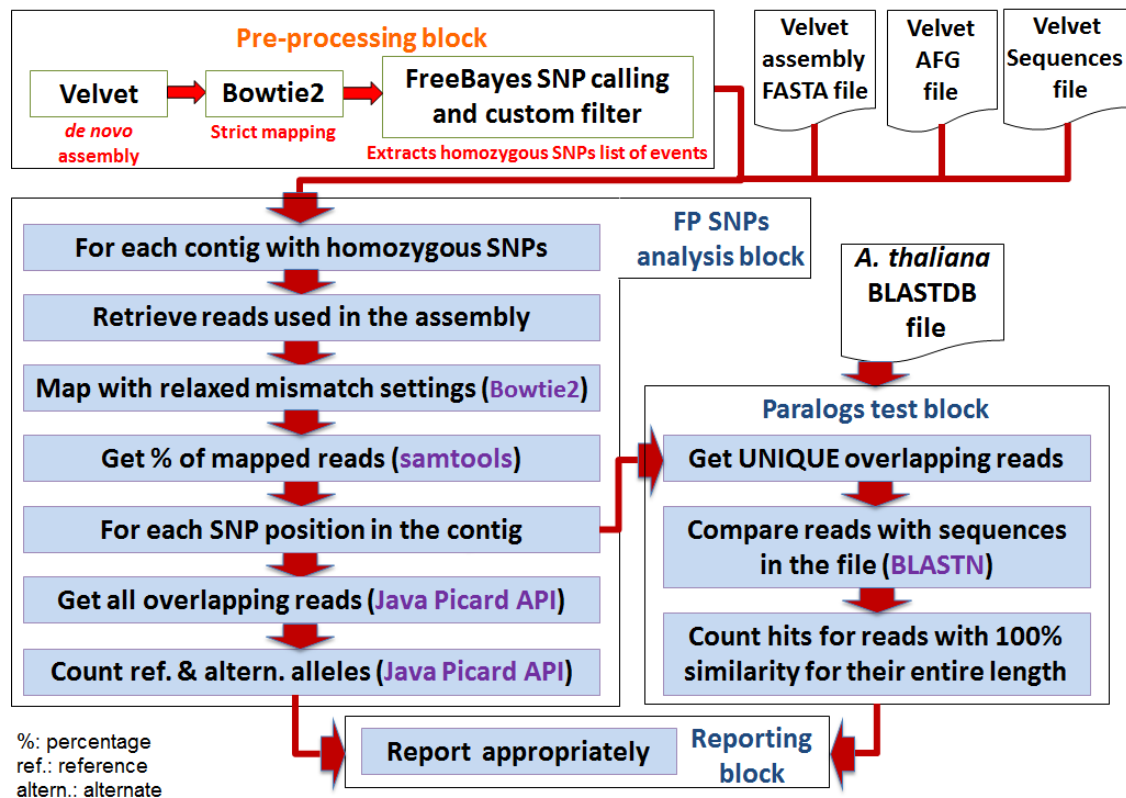 Pre-processing block
Velvet
de novo
assembly
Bowtie2
Strict mapping
FreeBayes SNP calling
and custom filter
Extracts homozygous SNPs list of events
Velvet
assembly
FASTA file
Velvet
AFG
file
Velvet
Sequences
file
FP SNPs
analysis block
For each contig with homozygous SNPs
Retrieve reads used in the assembly
Map with relaxed mismatch settings (Bowtie2)
Get % of mapped reads (samtools)
For each SNP position in the contig
Get all overlapping reads (Java Picard API)
Count ref. & altern. alleles (Java Picard API)
A. thaliana
BLASTDB
file
Paralogs test block
Get UNIQUE overlapping reads
Compare reads with sequences
in the file (BLASTN)
Count hits for reads with 100%
similarity for their entire length
Report appropriately
Reporting
block
%: percentage
ref.: reference
altern.: alternate